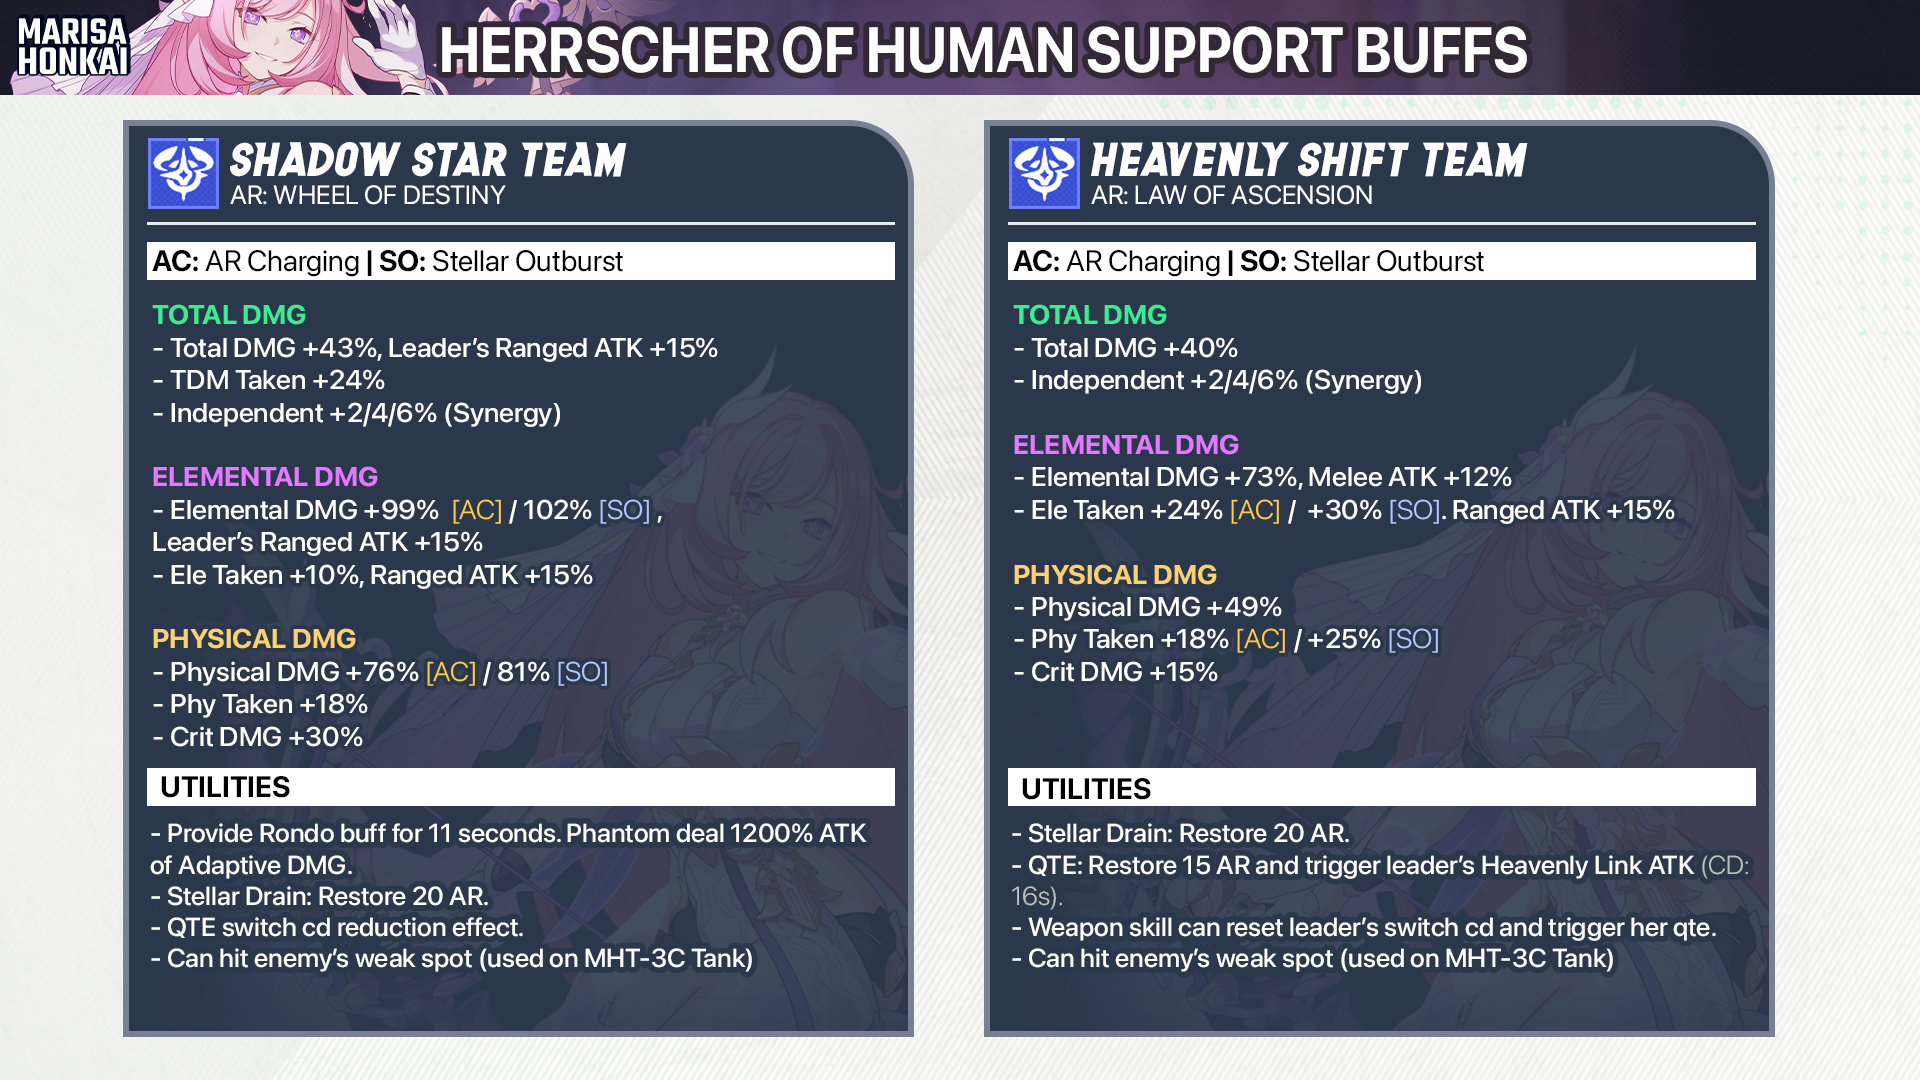 MARISA
HONKAI
HERRSCHER OF HUMAN SUPPORT BUFFS
SHADOW STAR TEAM
AR: WHEEL OF DESTINY
AC: AR Charging | SO: Stellar Outburst
TOTAL DMG
- Total DMG +43%, Leader's Ranged ATK +15%
- TDM Taken +24%
- Independent +2/4/6% (Synergy)
ELEMENTAL DMG
- Elemental DMG +99% [AC] / 102% [SO] ,
Leader's Ranged ATK +15%
- Ele Taken +10%, Ranged ATK +15%
PHYSICAL DMG
- Physical DMG +76% [AC] / 81% [SO]
- Phy Taken +18%
- Crit DMG +30%
UTILITIES
- Provide Rondo buff for 11 seconds. Phantom deal 1200% ATK
of Adaptive DMG.
- Stellar Drain: Restore 20 AR.
- QTE switch cd reduction effect.
- Can hit enemy's weak spot (used on MHT-3C Tank)
HEAVENLY SHIFT TEAM
AR: LAW OF ASCENSION
AC: AR Charging | SO: Stellar Outburst
TOTAL DMG
- Total DMG +40%
- Independent +2/4/6% (Synergy)
ELEMENTAL DMG
- Elemental DMG +73%, Melee ATK +12%
- Ele Taken +24% [AC] / +30% [SO]. Ranged ATK +15%
PHYSICAL DMG
- Physical DMG +49%
- Phy Taken +18% [AC] / +25% [SO]
- Crit DMG +15%
UTILITIES
- Stellar Drain: Restore 20 AR.
- QTE: Restore 15 AR and trigger leader's Heavenly Link ATK (CD:
16s).
- Weapon skill can reset leader's switch cd and trigger her qte.
- Can hit enemy's weak spot (used on MHT-3C Tank)